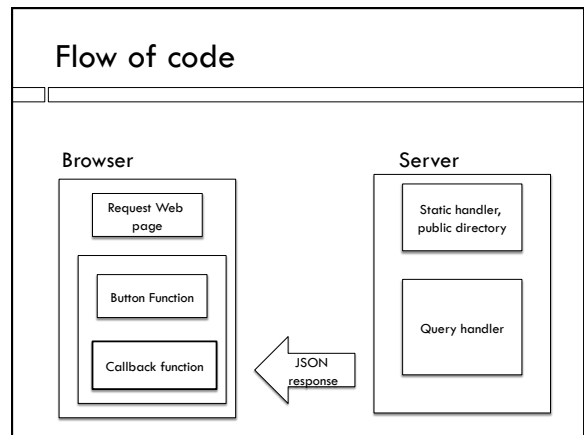 Flow of code
Browser
Server
Request Web
page
Static handler,
public directory
Button Function
Query handler
Callback function
JSON
response